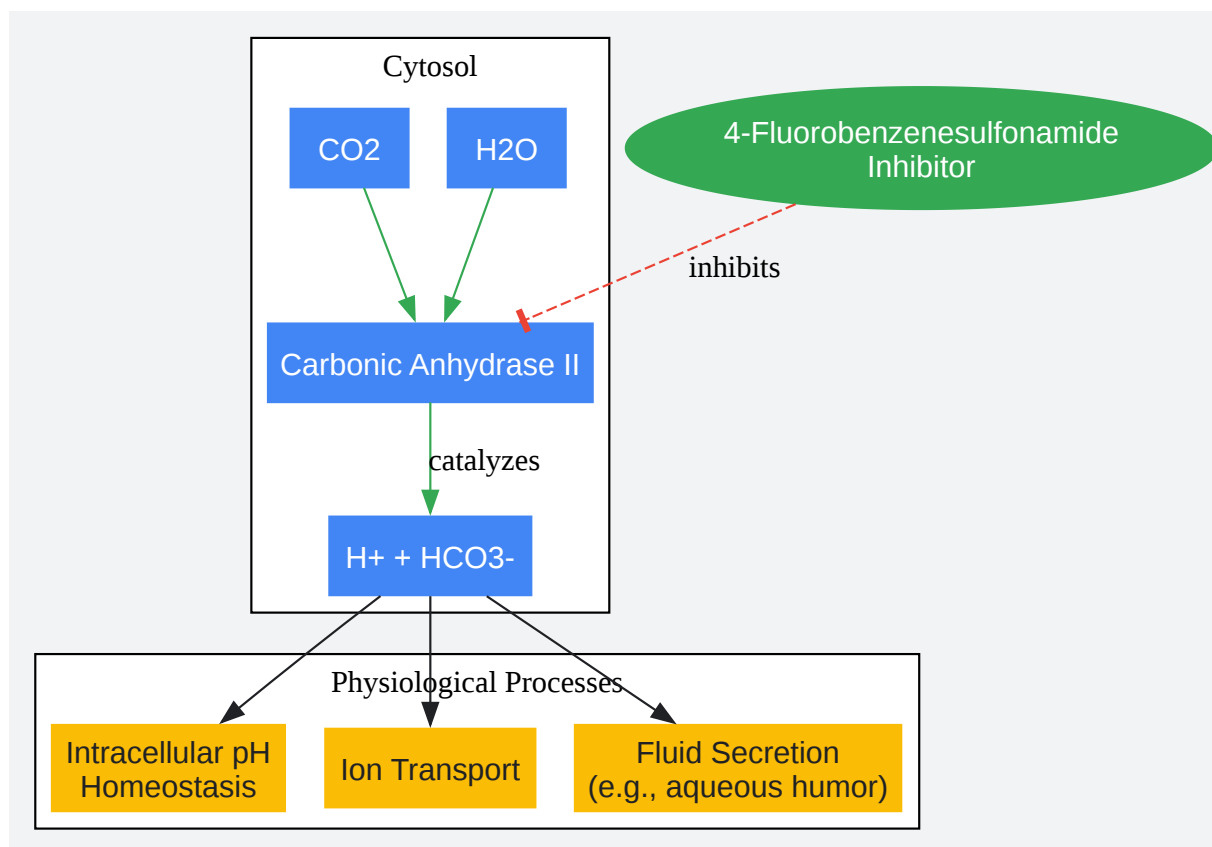 Cytosol
CO2
H2O
4-Fluorobenzenesulfonamide
Inhibitor
inhibits
Carbonic Anhydrase II
catalyzes
H+ + HCO3-
Physiological Processes
Intracellular pH
Homeostasis
Ion Transport
Fluid Secretion
(e.g., aqueous humor)